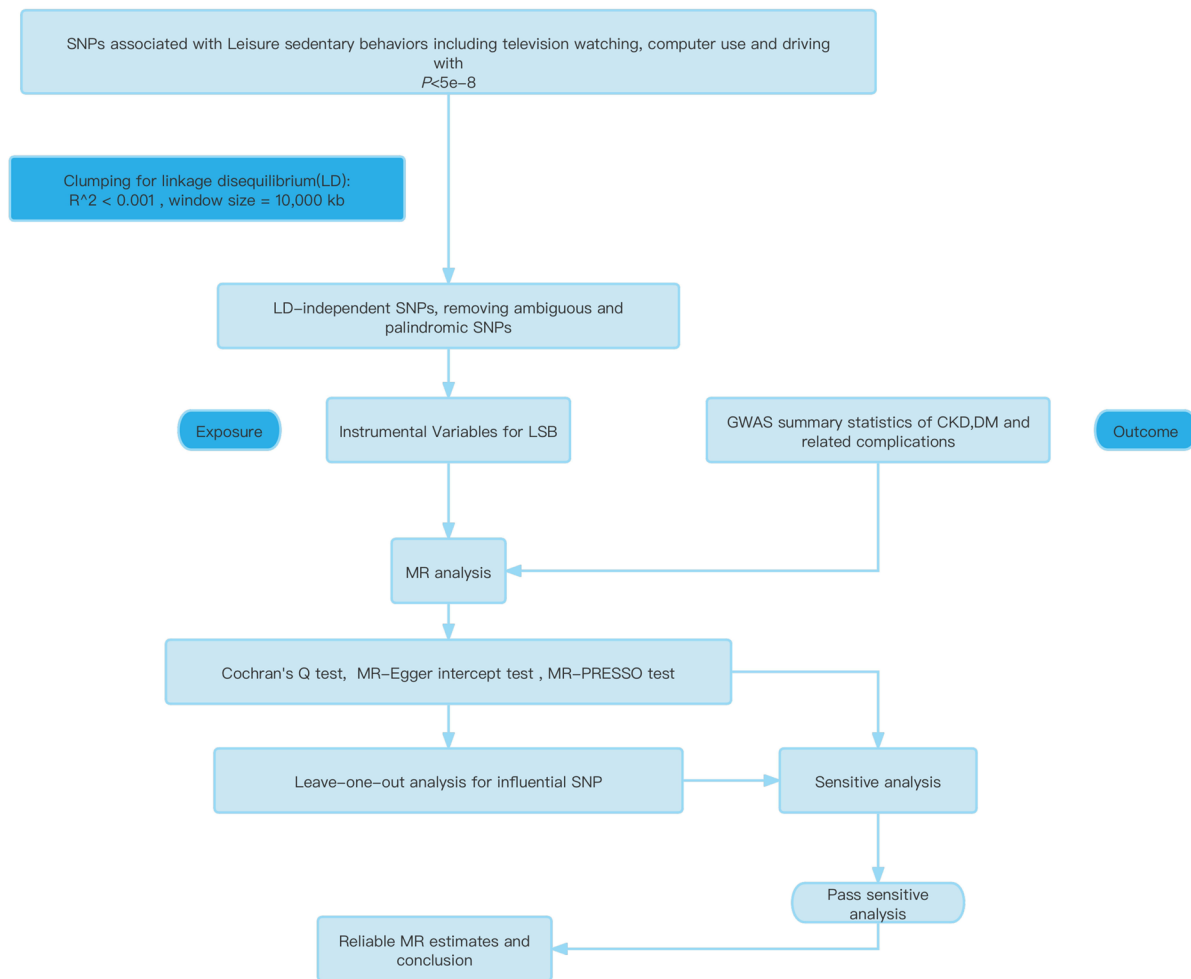 SNPs associated with Leisure sedentary behaviors including television watching, computer use and driving
with
P<5e-8
Clumping for linkage disequilibrium(LD):
R^2 < 0.001 , window size = 10,000 kb
LD-independent SNPs, removing ambiguous and
palindromic SNPs
Exposure
Instrumental Variables for LSB
GWAS summary statistics of CKD,DM and
related complications
Outcome
MR analysis
Cochran's Q test,  MR-Egger intercept test , MR-PRESSO test
Leave-one-out analysis for influential SNP
Sensitive analysis
Pass sensitive
analysis
Reliable MR estimates and
conclusion